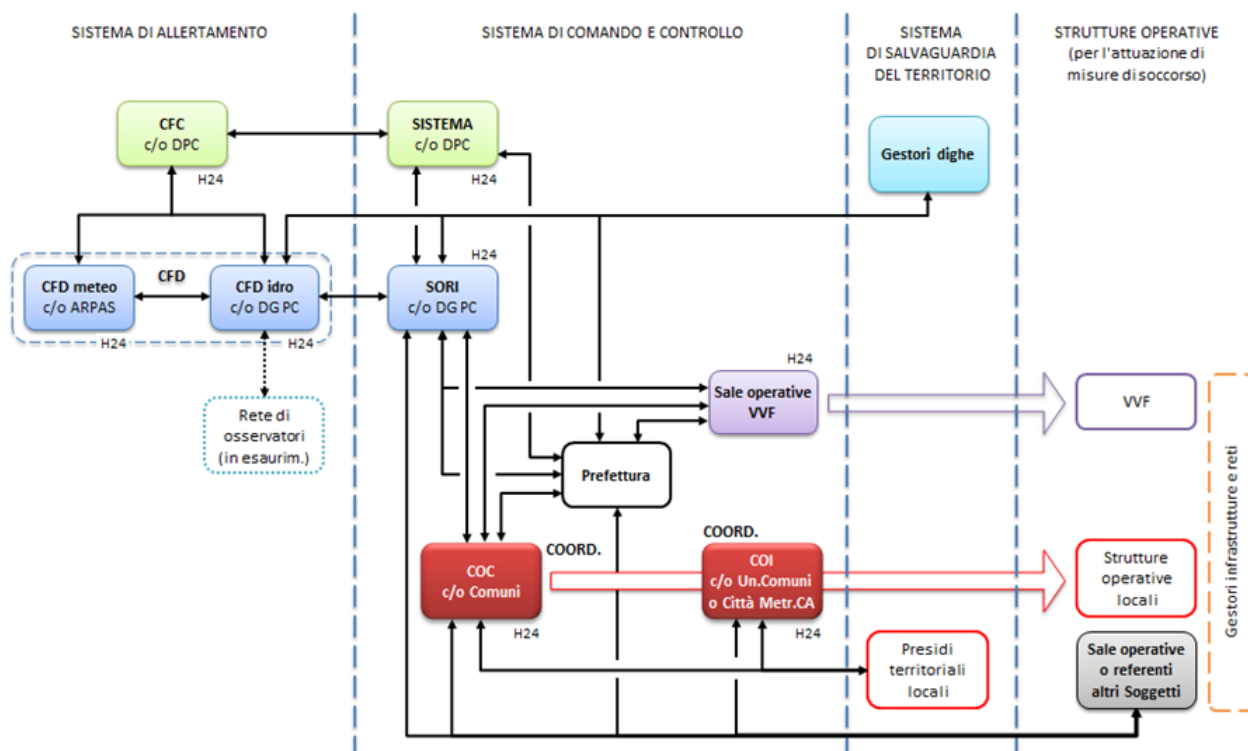 SISTEMA DI ALLERTAMENTO
SISTEMA DI COMANDO E CONTROLLO
SISTEMA
DI SALVAGUARDIA
DEL TERRITORIO
STRUTTURE OPERATIVE
(per l'attuazione di
misure di soccorso)
CFC
c/o DPC
H24
SISTEMA
c/o DPC
H24
Gestori dighe
CFD
CFD meteo
c/o ARPAS
H24
CFD idro
c/o DG PC
H24
H24
SORI
c/o DG PC
Rete di
osservatori
(in esaurim.)
H24
Sale operative
VVF
VVF
Prefettura
COORD.
COC
c/o Comuni
H24
COORD.
COI
c/o Un.Comuni
o Città Metr.CA
H24
Strutture
operative
locali
Presidi
territoriali
locali
Sale operative
o referenti
altri Soggetti
Gestori infrastrutture e reti